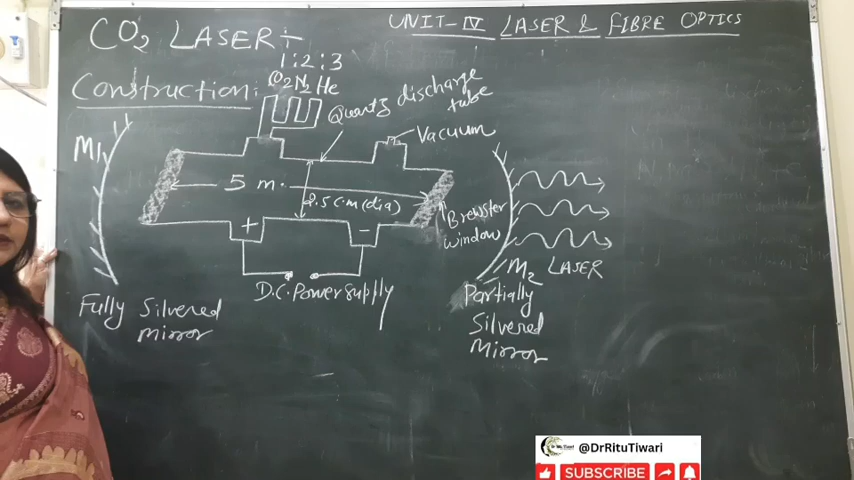 UNIT-IV LASER & FIBRE OPTICS
CO2 LASER:-
1:2:3
CO2 N2 He
Construction:
Quartz discharge
tube
Vacuum
M1
5 m.
2.5 cm (dia)
Brewster
window
+
-
M2
LASER
D.C. Power supply
Fully Silvered
Mirror
Partially
Silvered
Mirror
@DrRituTiwari
SUBSCRIBE